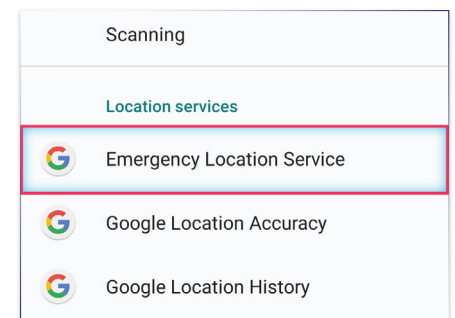 Scanning
Location services
Emergency Location Service
Google Location Accuracy
Google Location History